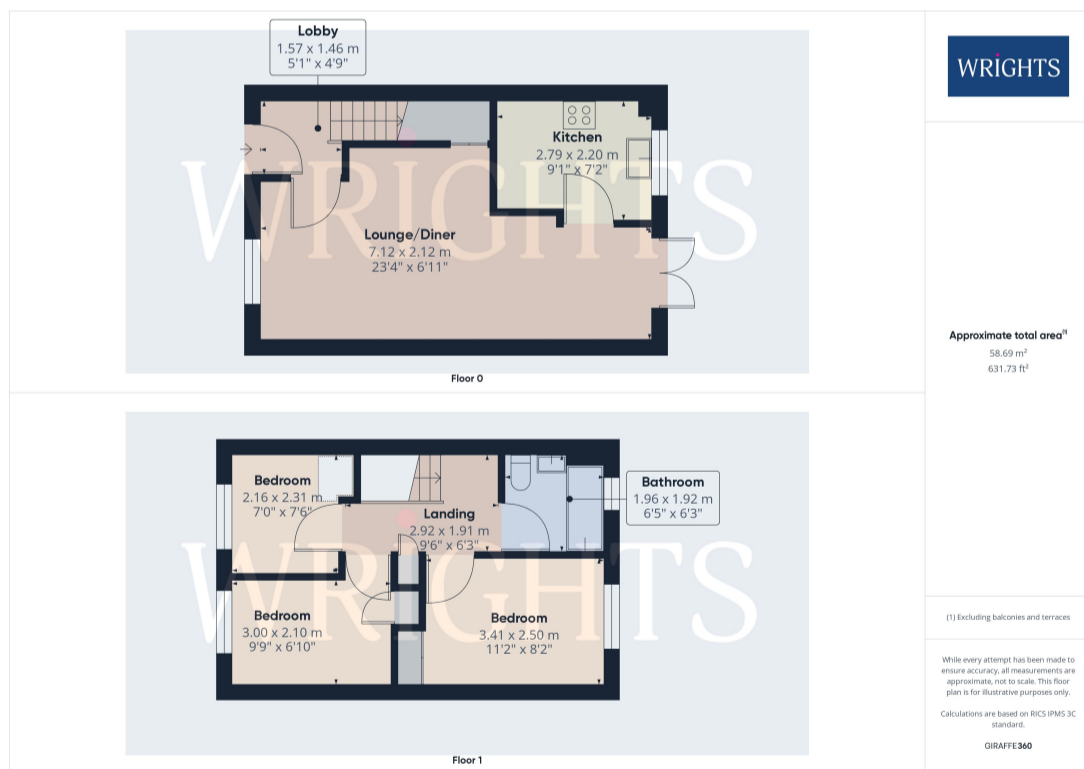 Lobby
1.57 x 1.46 m
5'1" x 4'9"
Kitchen
2.79 x 2.20 m
9'1" x 7'2"
Lounge/Diner
7.12 x 2.12 m
23'4" x 6'11"
WRIGHTS
Floor 0
Bedroom
2.16 x 2.31 m
7'0" x 7'6"
Landing
2.92 x 1.91 m
9'6" x 6'3"
Bathroom
1.96 x 1.92 m
6'5" x 6'3"
Bedroom
3.00 x 2.10 m
9'9" x 6'10"
Bedroom
3.41 x 2.50 m
11'2" x 8'2"
WRIGHTS
Floor 1
WRIGHTS
Approximate total area(1)
58.69 m²
631.73 ft²
(1) Excluding balconies and terraces
While every attempt has been made to
ensure accuracy, all measurements are
approximate, not to scale. This floor
plan is for illustrative purposes only.
Calculations are based on RICS IPMS 3C
standard.
GIRAFFE360